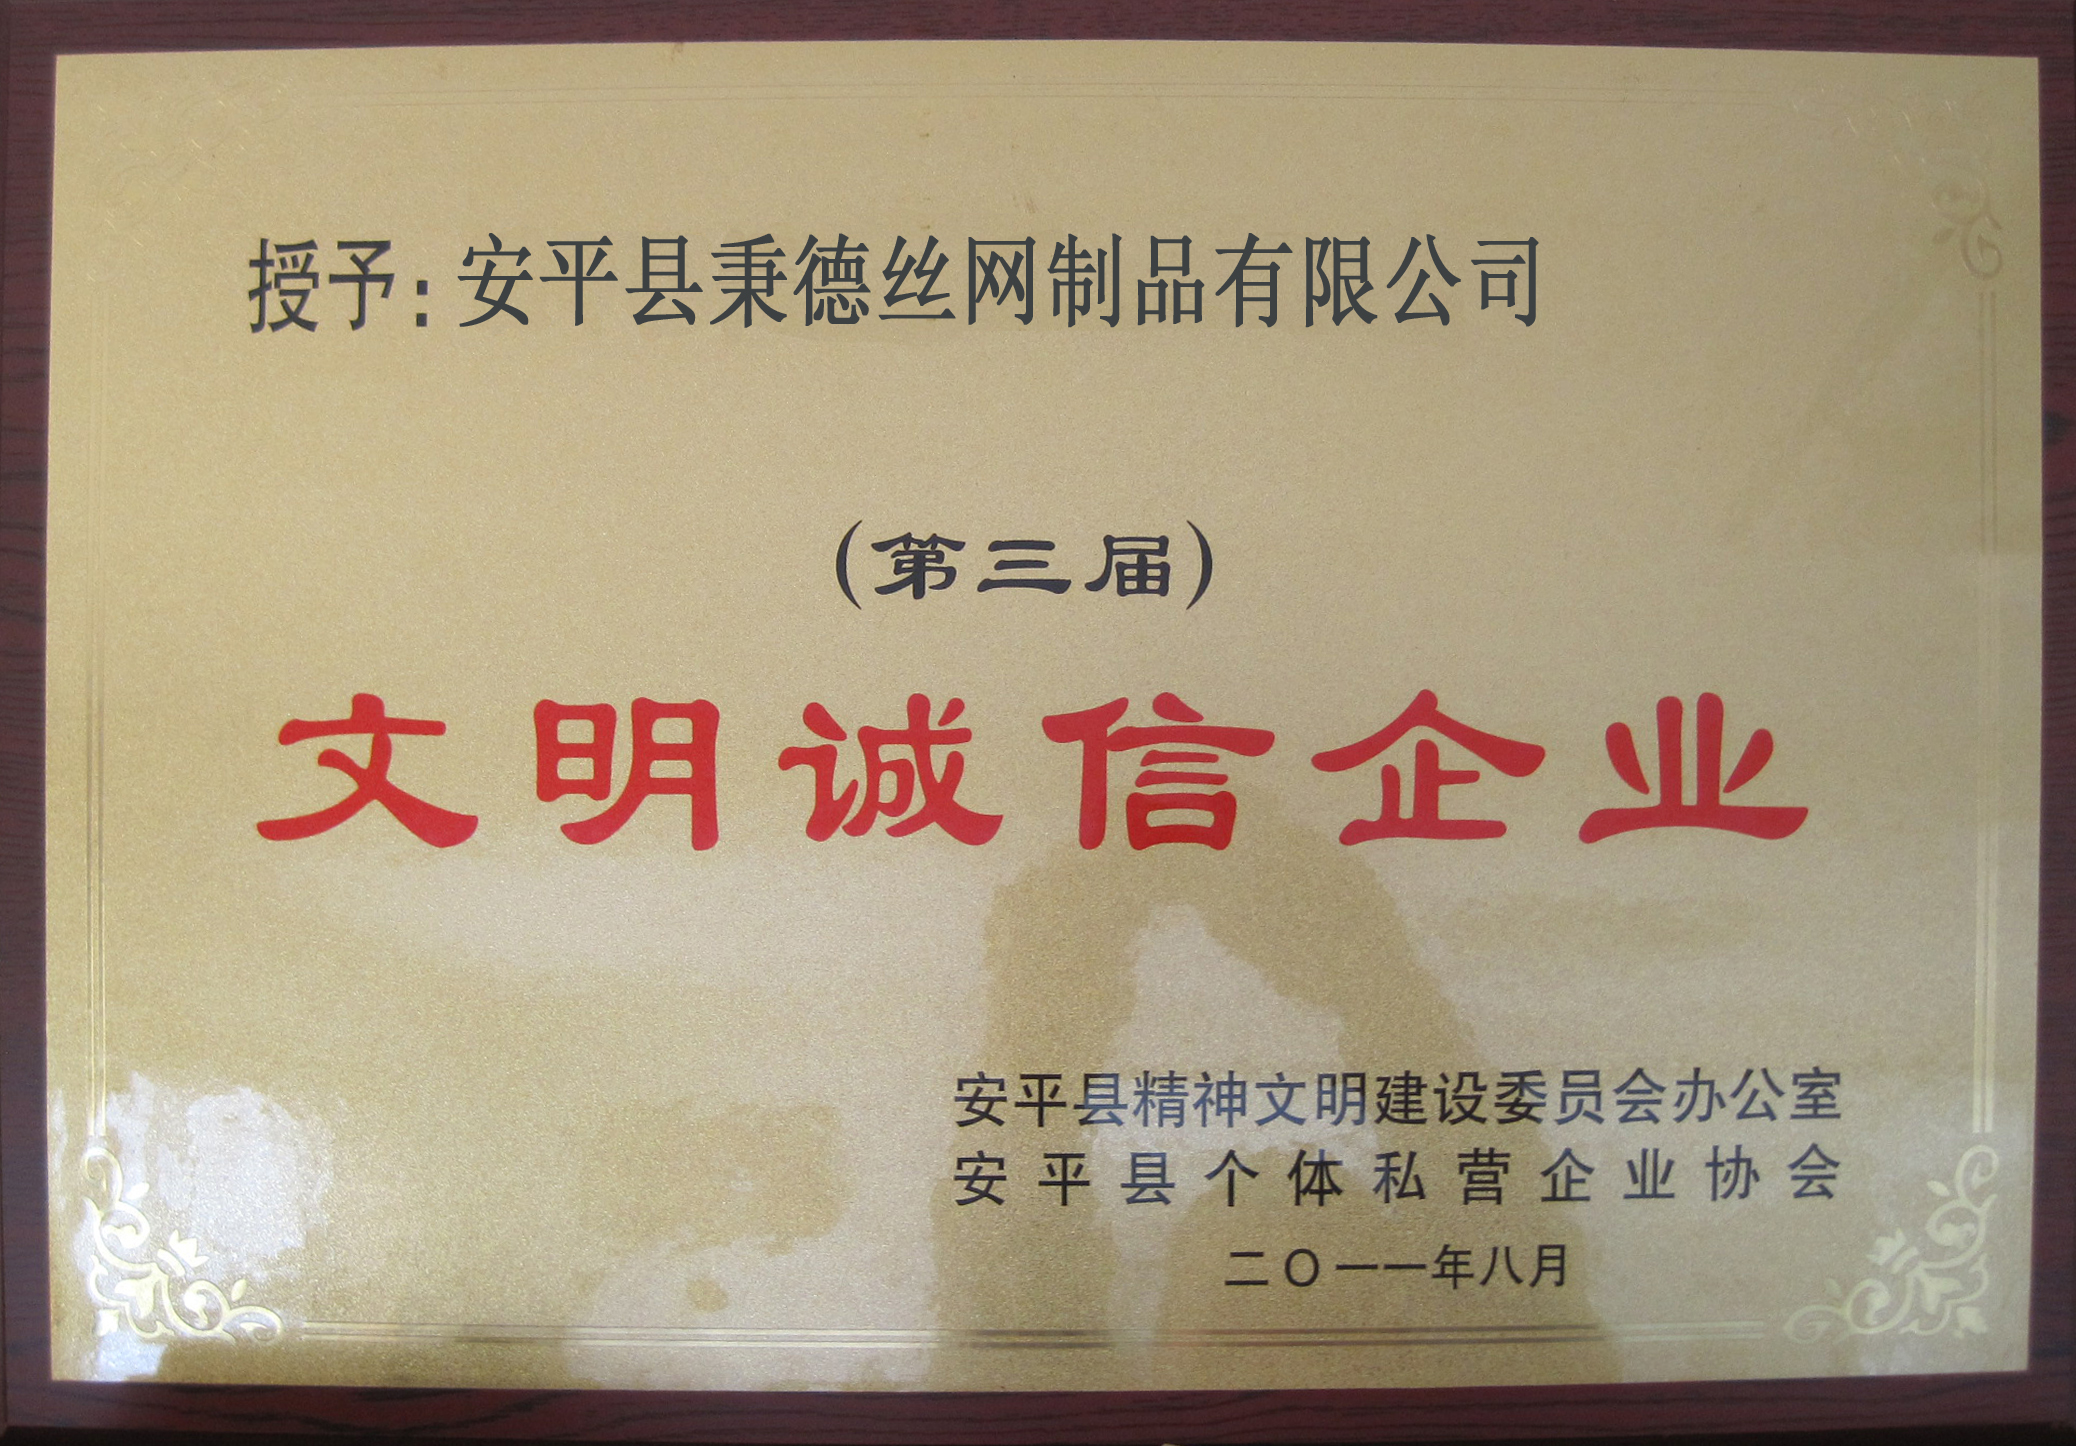 授予:安平县秉德丝网制品有限公司
(第三届)
文明诚信企业
安平县精神文明建设委员会办公室
安平县个体私营企业协会
二〇一一年八月